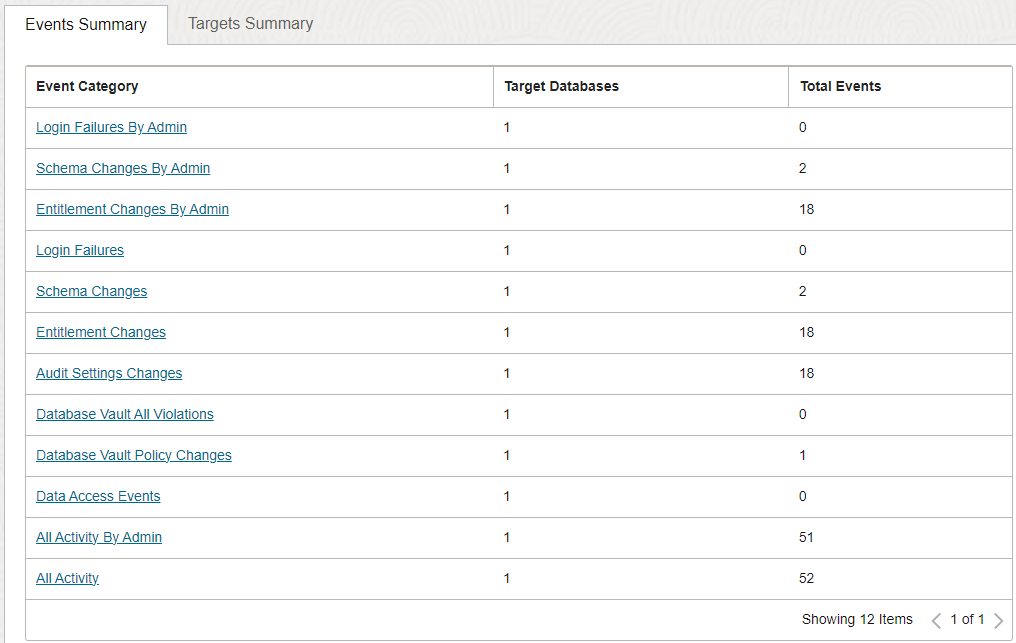 Events Summary Targets Summary
Event Category Target Databases Total Events
Login Failures By Admin 1 0
Schema Changes By Admin 1 2
Entitlement Changes By Admin 1 18
Login Failures 1 0
Schema Changes 1 2
Entitlement Changes 1 18
Audit Settings Changes 1 18
Database Vault All Violations 1 0
Database Vault Policy Changes 1 1
Data Access Events 1 0
All Activity By Admin 1 51
All Activity 1 52
Showing 12 Items 1 of 1